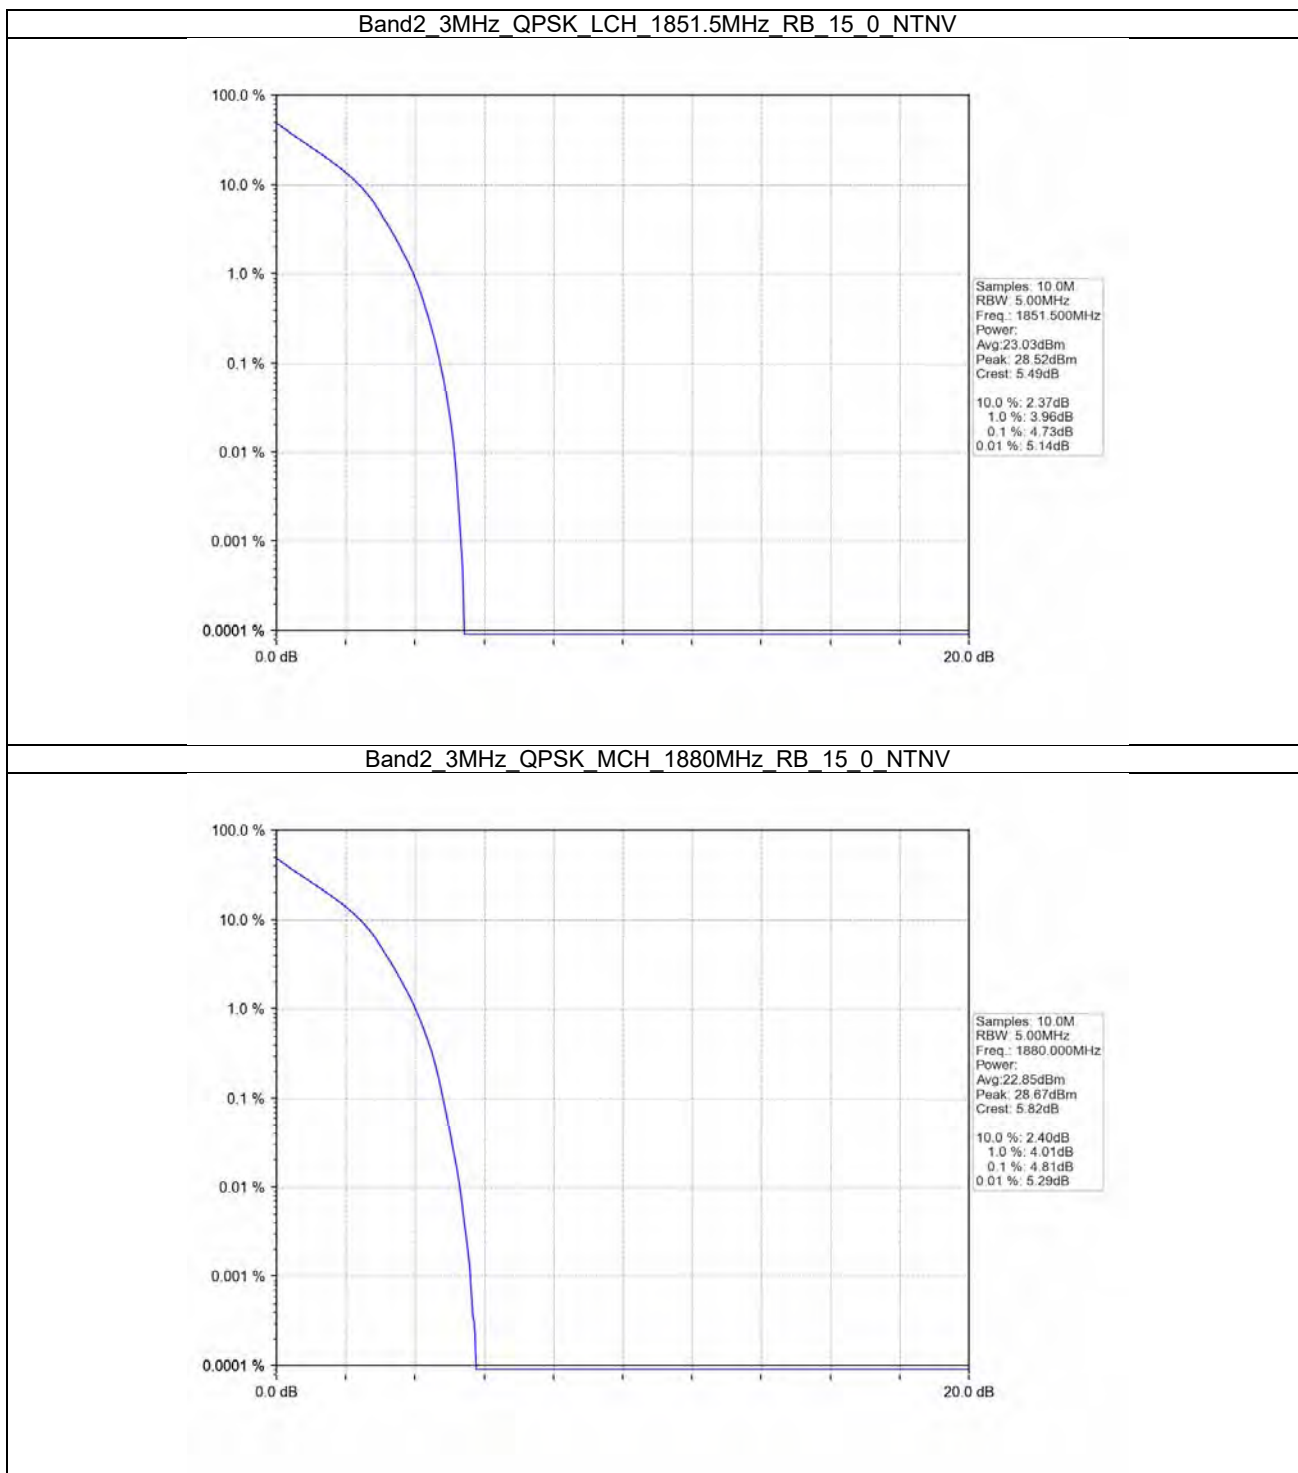 Band2_3MHz_QPSK_LCH_1851.5MHz_RB_15_0_NTNV
100.0 %
10.0 %
1.0 %
0.1 %
0.01 %
0.001 %
0.0001 %
0.0 dB
20.0 dB
Samples: 10.0M
RBW: 5.00MHz
Freq.: 1851.500MHz
Power:
Avg:23.03dBm
Peak: 28.52dBm
Crest: 5.49dB
10.0 %: 2.37dB
1.0 %: 3.96dB
0.1 %: 4.73dB
0.01 %: 5.14dB
Band2_3MHz_QPSK_MCH_1880MHz_RB_15_0_NTNV
100.0 %
10.0 %
1.0 %
0.1 %
0.01 %
0.001 %
0.0001 %
0.0 dB
20.0 dB
Samples: 10.0M
RBW: 5.00MHz
Freq.: 1880.000MHz
Power:
Avg:22.85dBm
Peak: 28.67dBm
Crest: 5.82dB
10.0 %: 2.40dB
1.0 %: 4.01dB
0.1 %: 4.81dB
0.01 %: 5.29dB